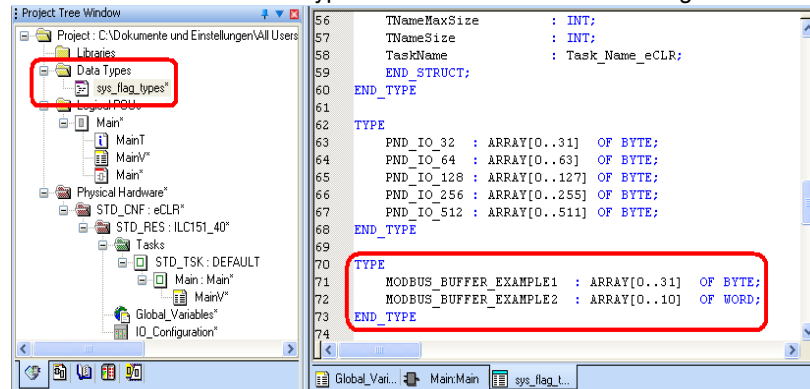 Project Tree Window
Project : C:\Dokumente und Einstellungen\All Users
Libraries
Data Types
sys_flag_types*
Main*
MainT
MainV*
Main*
Physical Hardware*
STD_CNF : eCLR*
STD_RES : ILC151_40*
Tasks
STD_TSK : DEFAULT
Main : Main*
MainV*
Global_Variables*
IO_Configuration*
56 TNameMaxSize : INT;
57 TNameSize : INT;
58 TaskName : Task_Name_eCLR;
59 END_STRUCT;
60 END_TYPE
61
62 TYPE
63 PND_IO_32 : ARRAY[0..31] OF BYTE;
64 PND_IO_64 : ARRAY[0..63] OF BYTE;
65 PND_IO_128 : ARRAY[0..127] OF BYTE;
66 PND_IO_256 : ARRAY[0..255] OF BYTE;
67 PND_IO_512 : ARRAY[0..511] OF BYTE;
68 END_TYPE
69
70 TYPE
71 MODBUS_BUFFER_EXAMPLE1 : ARRAY[0..31] OF BYTE;
72 MODBUS_BUFFER_EXAMPLE2 : ARRAY[0..10] OF WORD;
73 END_TYPE
74
Global_Vari... Main:Main sys_flag_t...